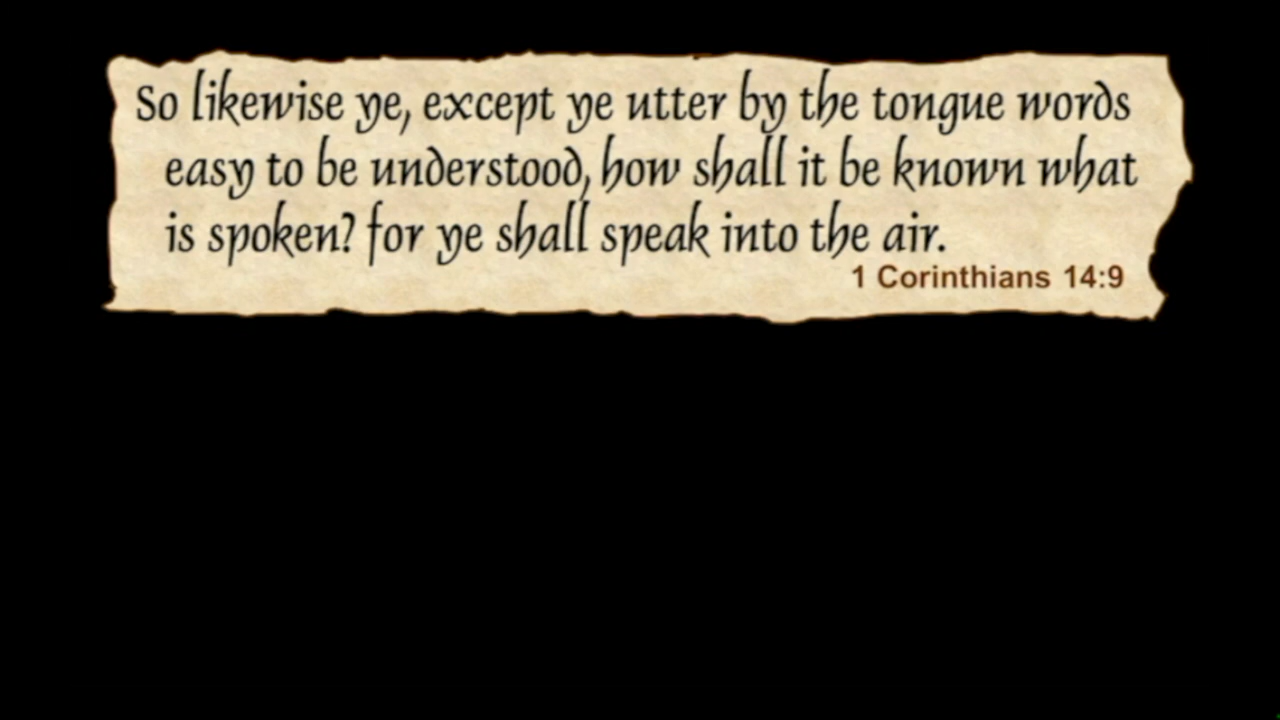 So likewise ye, except ye utter by the tongue words
easy to be understood, how shall it be known what
is spoken? for ye shall speak into the air.
1 Corinthians 14:9